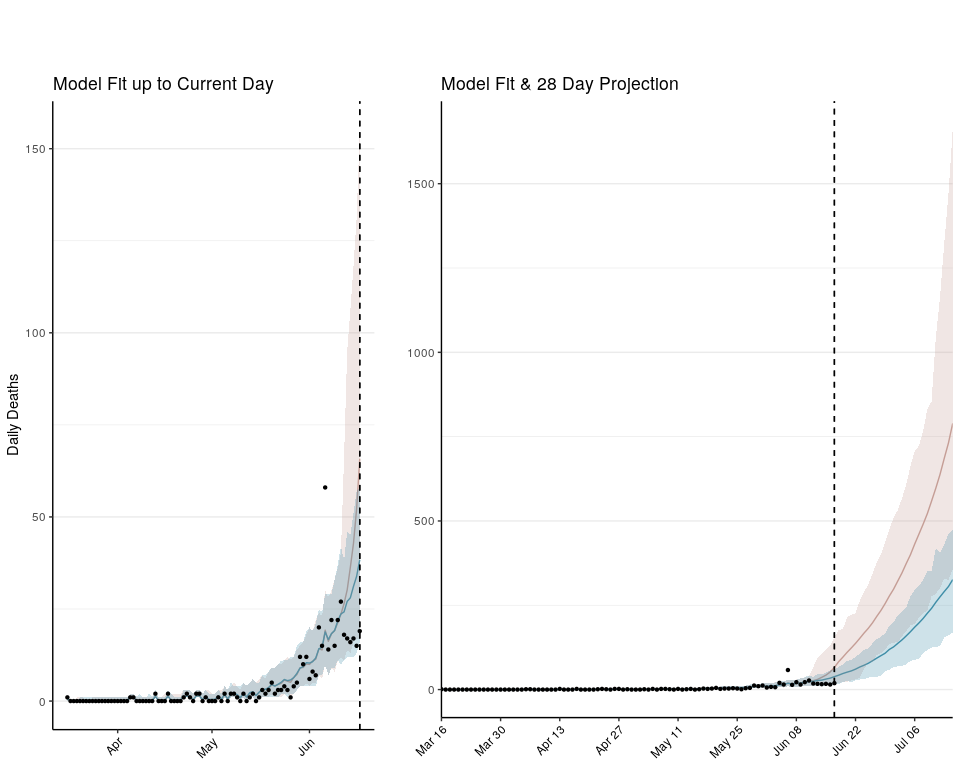 Model Fit up to Current Day
Daily Deaths
150
100
50
0
Apr
May
Jun
Model Fit & 28 Day Projection
1500
1000
500
0
Mar 16
Mar 30
Apr 13
Apr 27
May 11
May 25
Jun 08
Jun 22
Jul 06